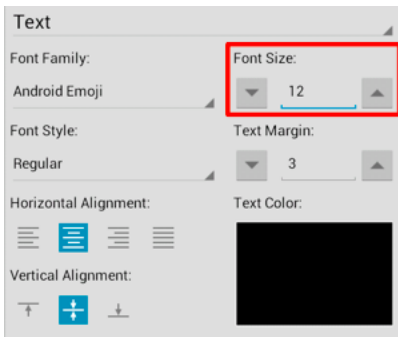 Text
Font Family:
Font Size:
Android Emoji
12
Font Style:
Text Margin:
Regular
3
Horizontal Alignment:
Text Color:
Vertical Alignment: